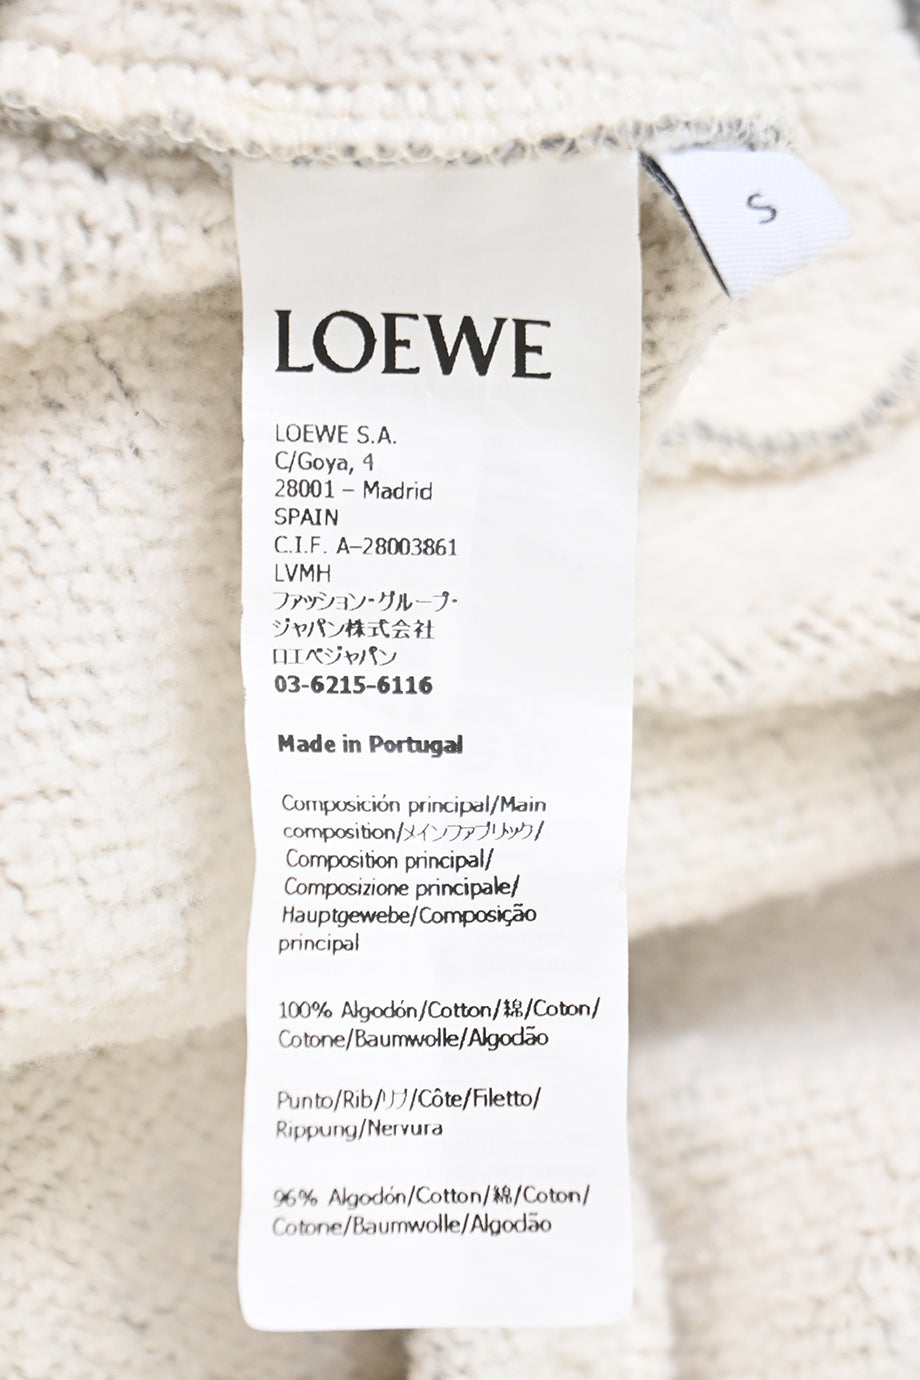 S
LOEWE
LOEWE S.A.
C/Goya, 4
28001 – Madrid
SPAIN
C.I.F. A–28003861
LVMH
ファッション・グループ・
ジャパン株式会社
ロエベジャパン
03-6215-6116
Made in Portugal
Composición principal/Main
composition/メインファブリック/
Composition principal/
Composizione principale/
Hauptgewebe/Composição
principal
100% Algodón/Cotton/綿/Coton/
Cotone/Baumwolle/Algodão
Punto/Rib/リブ/Côte/Filetto/
Rippung/Nervura
96% Algodón/Cotton/綿/Coton/
Cotone/Baumwolle/Algodão